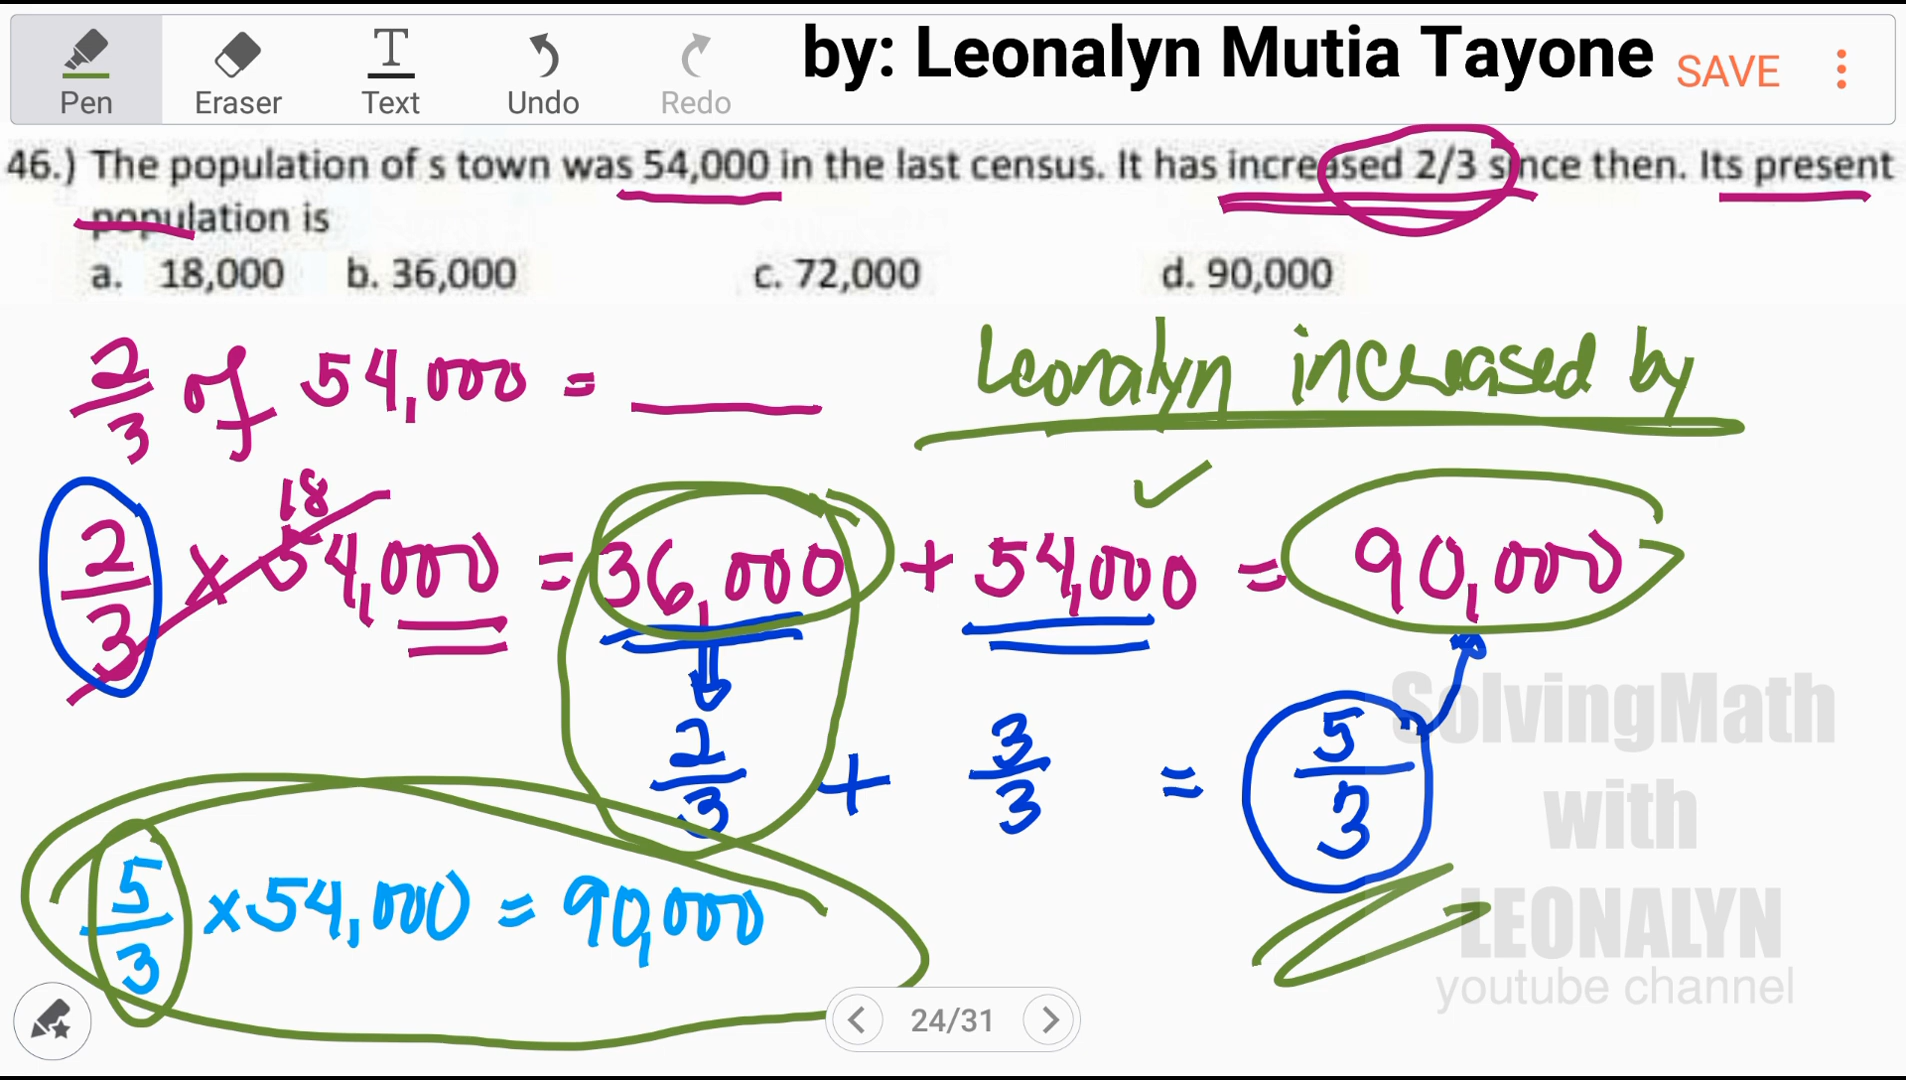 by: Leonalyn Mutia Tayone
SAVE
Pen Eraser Text Undo Redo
46.) The population of s town was 54,000 in the last census. It has increased 2/3 since then. Its present
population is
a. 18,000 b. 36,000 c. 72,000 d. 90,000
2/3 of 54,000 = ____
Leonalyn increased by
18
2/3 x 54,000 = 36,000 + 54,000 = 90,000
2/3 + 3/3 = 5/3
SolvingMath
with
LEONALYN
youtube channel
5/3 x 54,000 = 90,000
24/31